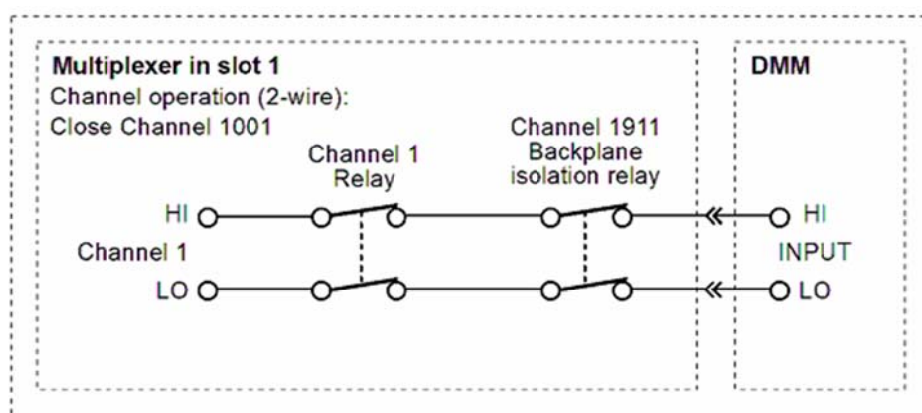 Multiplexer in slot 1
Channel operation (2-wire):
Close Channel 1001
Channel 1
Relay
Channel 1911
Backplane
isolation relay
HI
Channel 1
LO
DMM
HI
INPUT
LO